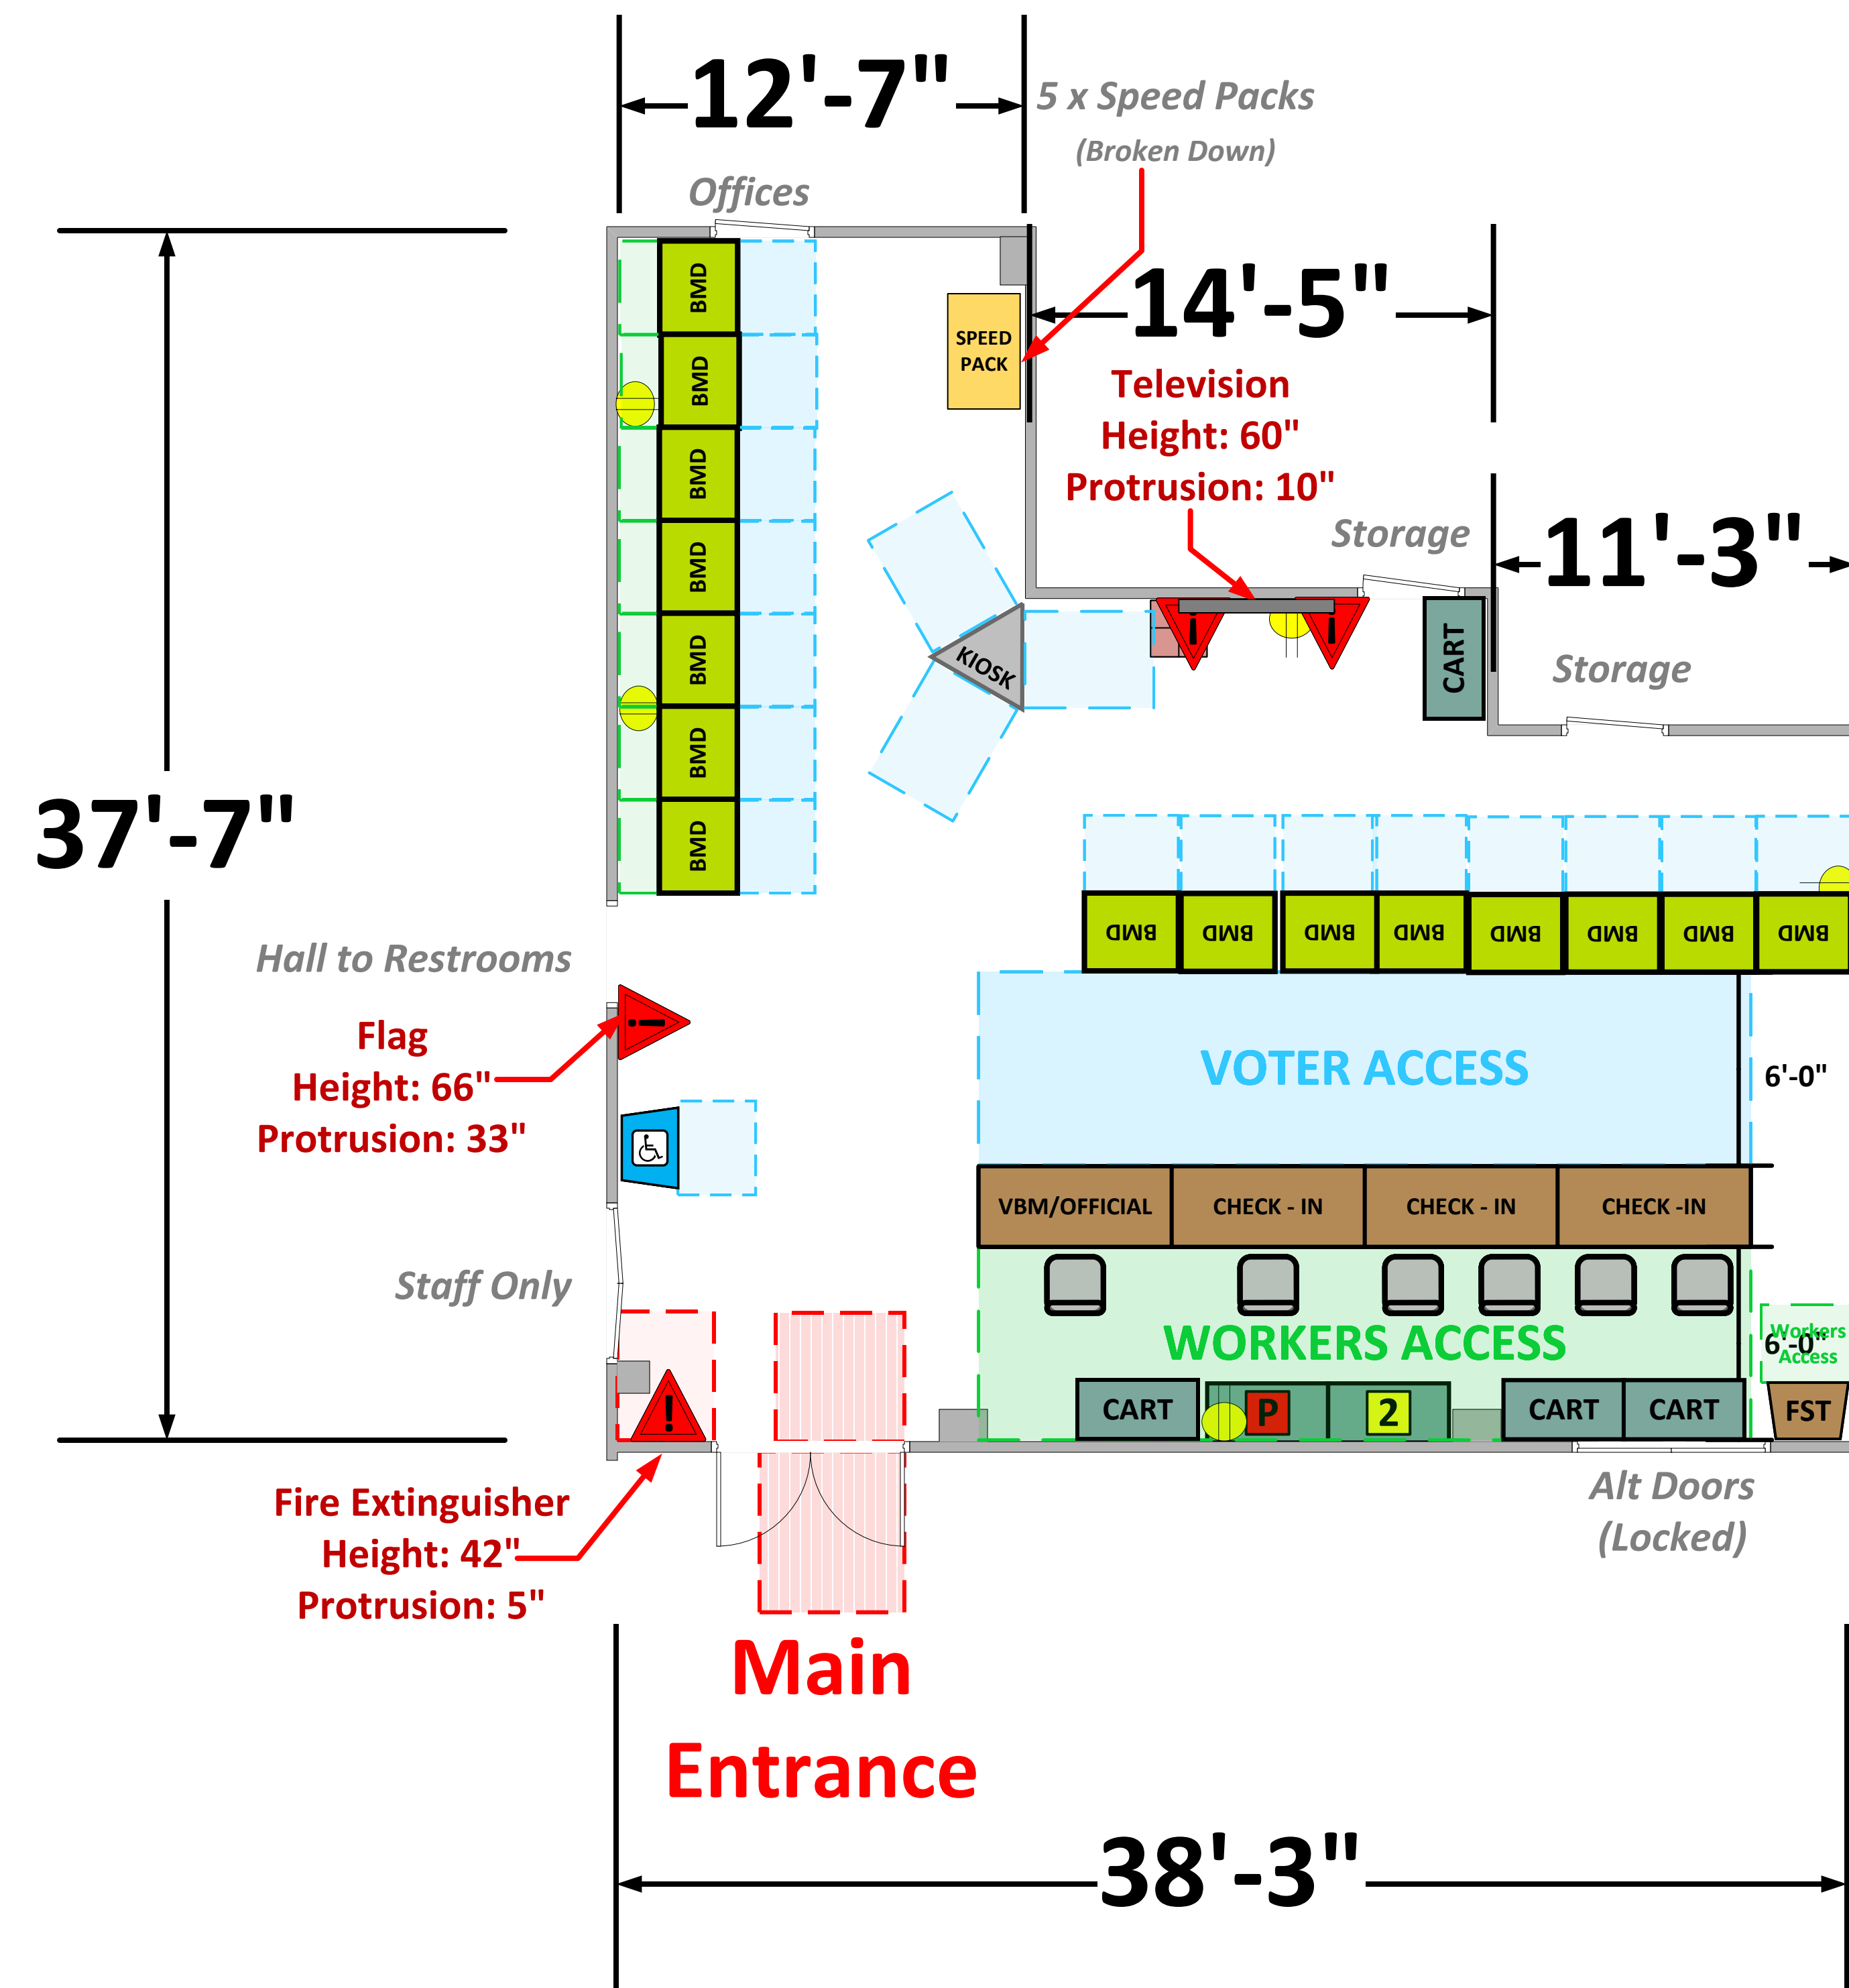 12'-7"
5 x Speed Packs
(Broken Down)
Offices
14'-5"
SPEED
PACK
Television
Height: 60"
Protrusion: 10"
Storage
11'-3"
Storage
CART
KIOSK
BMD
BMD
BMD
BMD
BMD
BMD
BMD
37'-7"
BMD BMD BMD BMD BMD BMD BMD BMD
Hall to Restrooms
Flag
Height: 66"
Protrusion: 33"
VOTER ACCESS
6'-0"
VBM/OFFICIAL CHECK - IN CHECK - IN CHECK -IN
Staff Only
WORKERS ACCESS
6'-0"
Workers
Access
CART P 2 CART CART FST
!
!
!
!
Alt Doors
(Locked)
Fire Extinguisher
Height: 42"
Protrusion: 5"
Main
Entrance
38'-3"